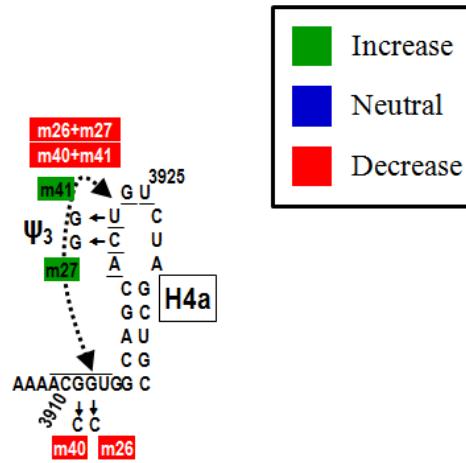 Increase
Neutral
Decrease
m26+m27
m40+m41
3925
m41
G U
G U C
Ψ3
G C U
m27
A A
C G
H4a
G C
A U
C G
AAAACGGUGG C
3910
C C
m40 m26